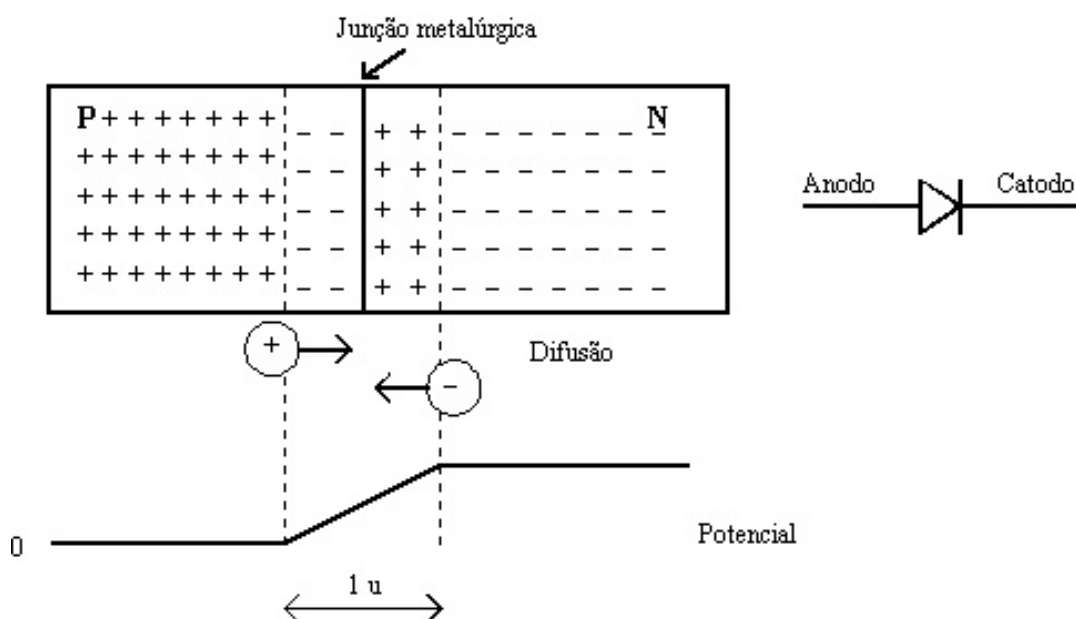 Junção metalúrgica
P + + + + + + + - - + + - - - - - - - - N
+ + + + + + + + - - + + - - - - - - - -
+ + + + + + + + - - + + - - - - - - - -
+ + + + + + + + - - + + - - - - - - - -
+ + + + + + + + - - + + - - - - - - - -
Anodo Catodo
+ Difusão
-
0 Potencial
1 u